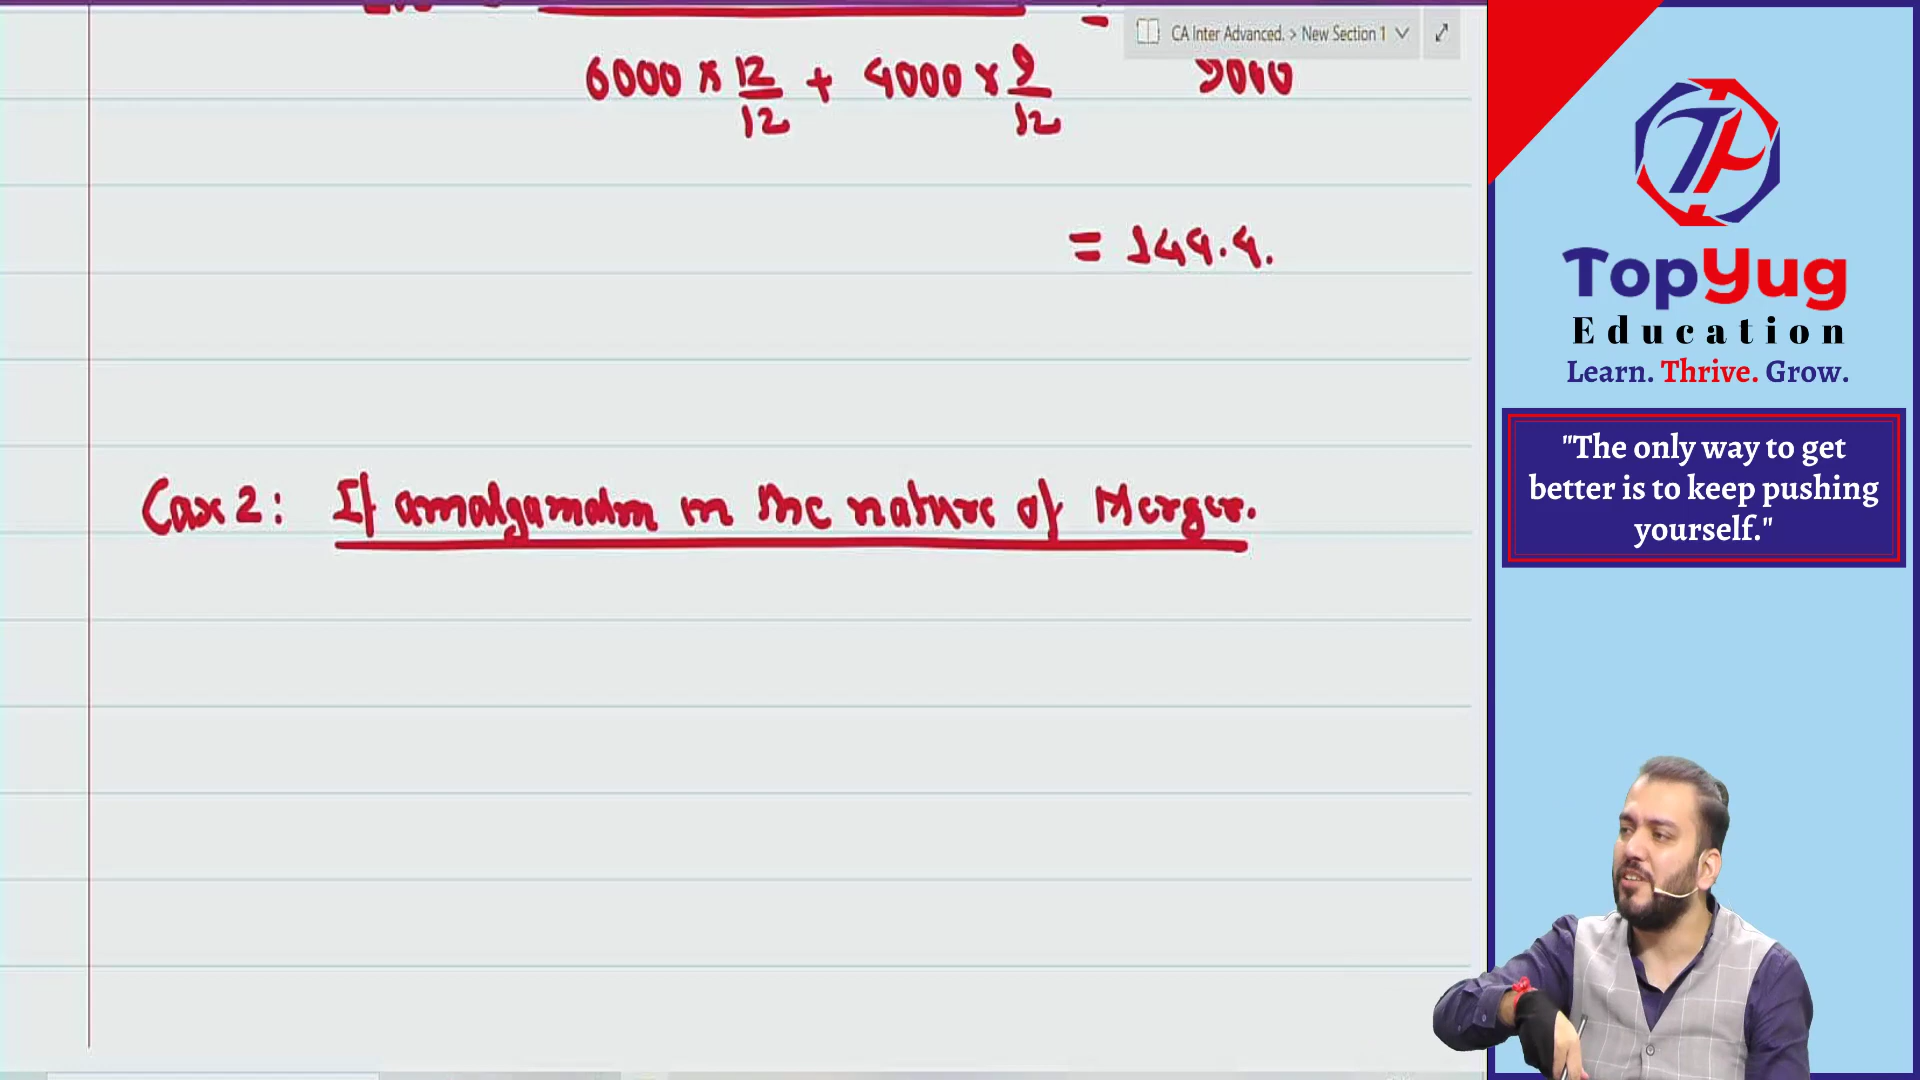 CA Inter Advanced. > New Section 1
6000 × 12/12 + 4000 × 9/12 9000
= 144.4.
Case 2: If amalgamatn in the nature of Merger.
TopYug
Education
Learn. Thrive. Grow.
"The only way to get
better is to keep pushing
yourself."